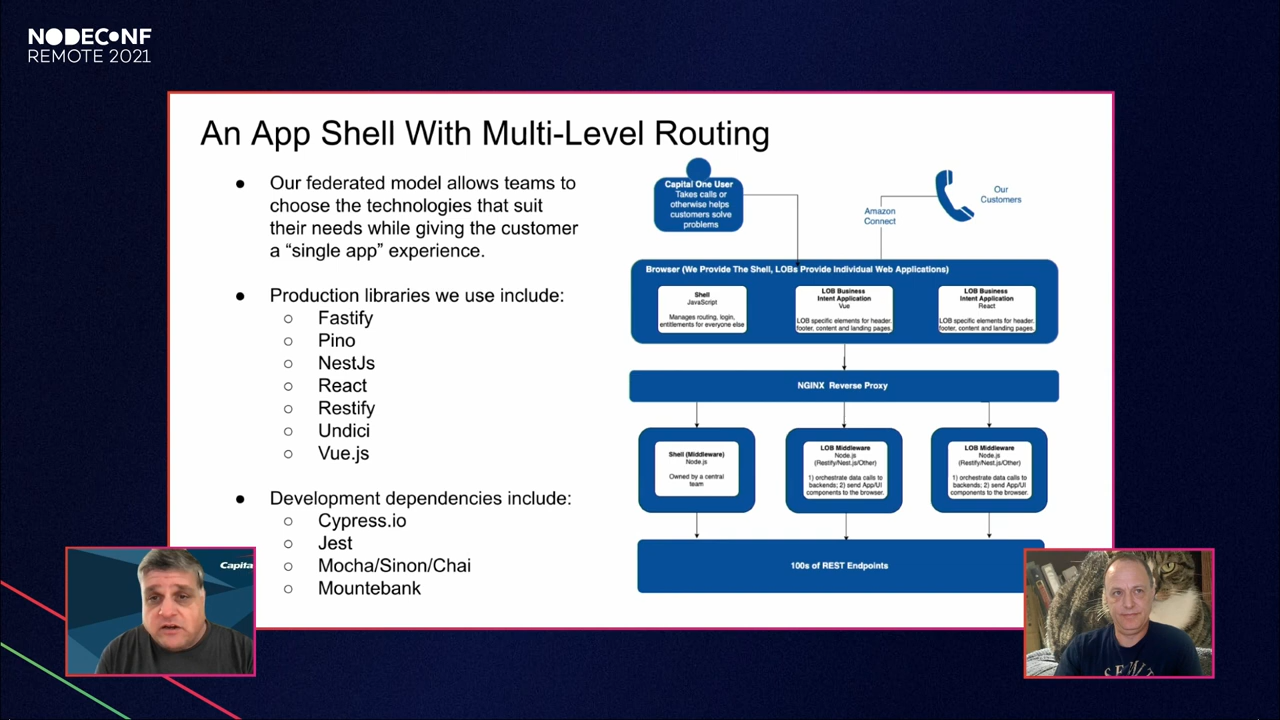 NODECONF
REMOTE 2021
An App Shell With Multi-Level Routing
● Our federated model allows teams to
choose the technologies that suit
their needs while giving the customer
a “single app” experience.
● Production libraries we use include:
○ Fastify
○ Pino
○ NestJs
○ React
○ Restify
○ Undici
○ Vue.js
● Development dependencies include:
○ Cypress.io
○ Jest
○ Mocha/Sinon/Chai
○ Mountebank
Capital One User
Takes calls or
otherwise helps
customers solve
problems
Amazon
Connect
Our
Customers
Browser (We Provide The Shell, LOBs Provide Individual Web Applications)
Shell
JavaScript
Manages routing, login,
entitlements for everyone else
LOB Business
Intent Application
Vue
LOB specific elements for header,
footer, content and landing pages.
LOB Business
Intent Application
React
LOB specific elements for header,
footer, content and landing pages.
NGINX Reverse Proxy
Shell (Middleware)
Node.js
Owned by a central
team
LOB Middleware
Node.js
(Restify/Nest.js/Other)
1) orchestrate data calls to
backends; 2) send App/UI
components to the browser.
LOB Middleware
Node.js
(Restify/Nest.js/Other)
1) orchestrate data calls to
backends; 2) send App/UI
components to the browser.
100s of REST Endpoints
Capita